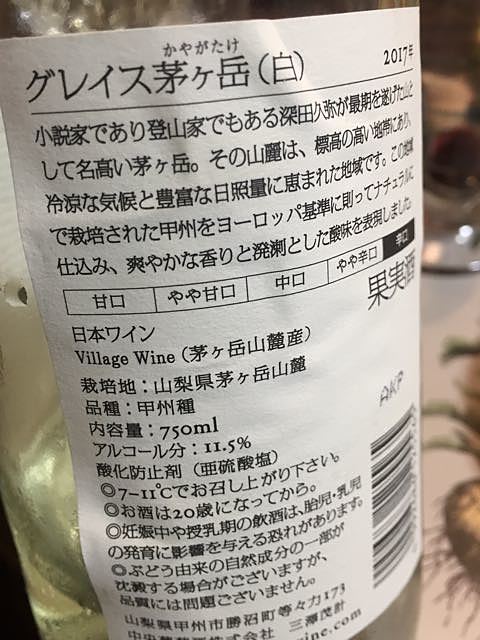 かやがたけ
グレイス茅ヶ岳（白） 2017年
小説家であり登山家でもある深田久弥が最期を遂げた山と
して名高い茅ヶ岳。その山麓は、標高の高い地帯にあり、
冷涼な気候と豊富な日照量に恵まれた地域です。この地域
で栽培された甲州をヨーロッパ基準に則ってナチュラルに
仕込み、爽やかな香りと溌溂とした酸味を表現しました。
甘口 やや甘口 中口 やや辛口 辛口
果実酒
日本ワイン
Village Wine（茅ヶ岳山麓産）
栽培地：山梨県茅ヶ岳山麓
品種：甲州種
内容量：750ml
アルコール分：11.5%
酸化防止剤（亜硫酸塩）
AKP
◎7-11℃でお召し上がり下さい。
◎お酒は20歳になってから。
◎妊娠中や授乳期の飲酒は、胎児・乳児
の発育に影響を与える恐れがあります。
◎ぶどう由来の自然成分の一部が
沈殿する場合がございますが、
品質には問題ございません。
山梨県甲州市勝沼町等々力173
三澤茂計
wine.com